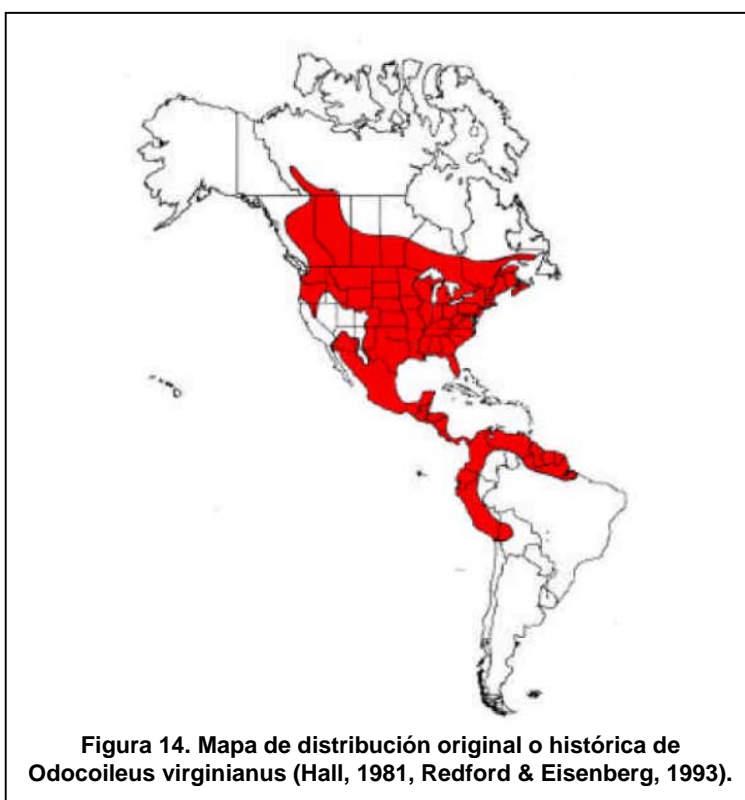 Figura 14. Mapa de distribución original o histórica de
Odocoileus virginianus (Hall, 1981, Redford & Eisenberg, 1993).